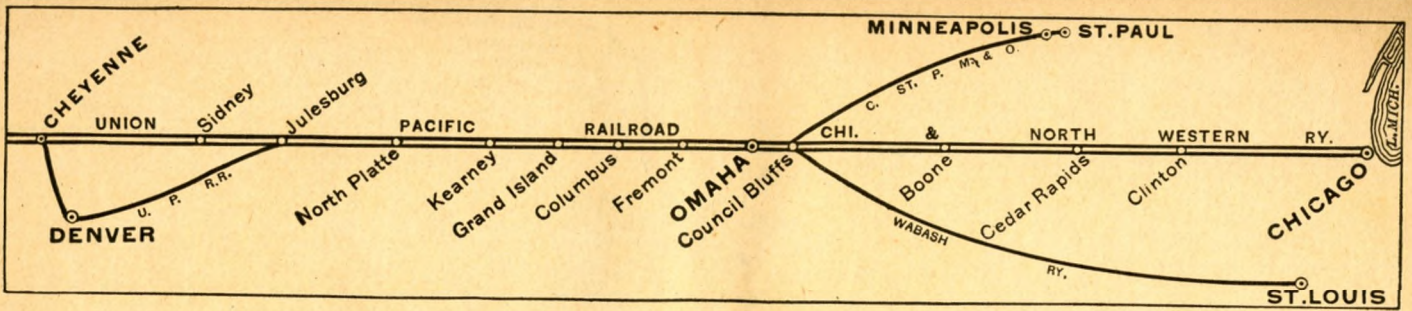 MINNEAPOLIS ST. PAUL
C. ST. P. M. & O.
CHEYENNE
UNION PACIFIC RAILROAD
CHI. & NORTH WESTERN RY.
L. MICH.
Sidney
Julesburg
North Platte
Kearney
Grand Island
Columbus
Fremont
OMAHA
Council Bluffs
Boone
Cedar Rapids
Clinton
CHICAGO
U. P. R.R.
DENVER
WABASH RY.
ST. LOUIS